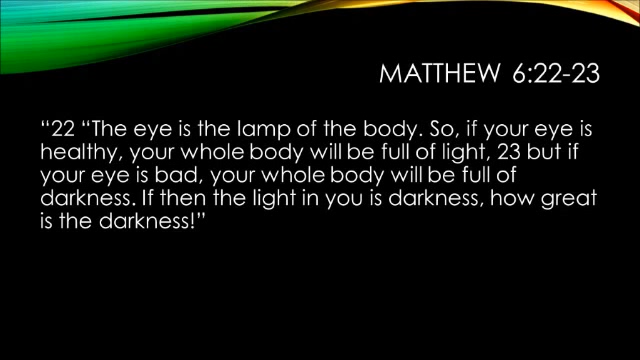 MATTHEW 6:22-23
“22 “The eye is the lamp of the body. So, if your eye is
healthy, your whole body will be full of light, 23 but if
your eye is bad, your whole body will be full of
darkness. If then the light in you is darkness, how great
is the darkness!”